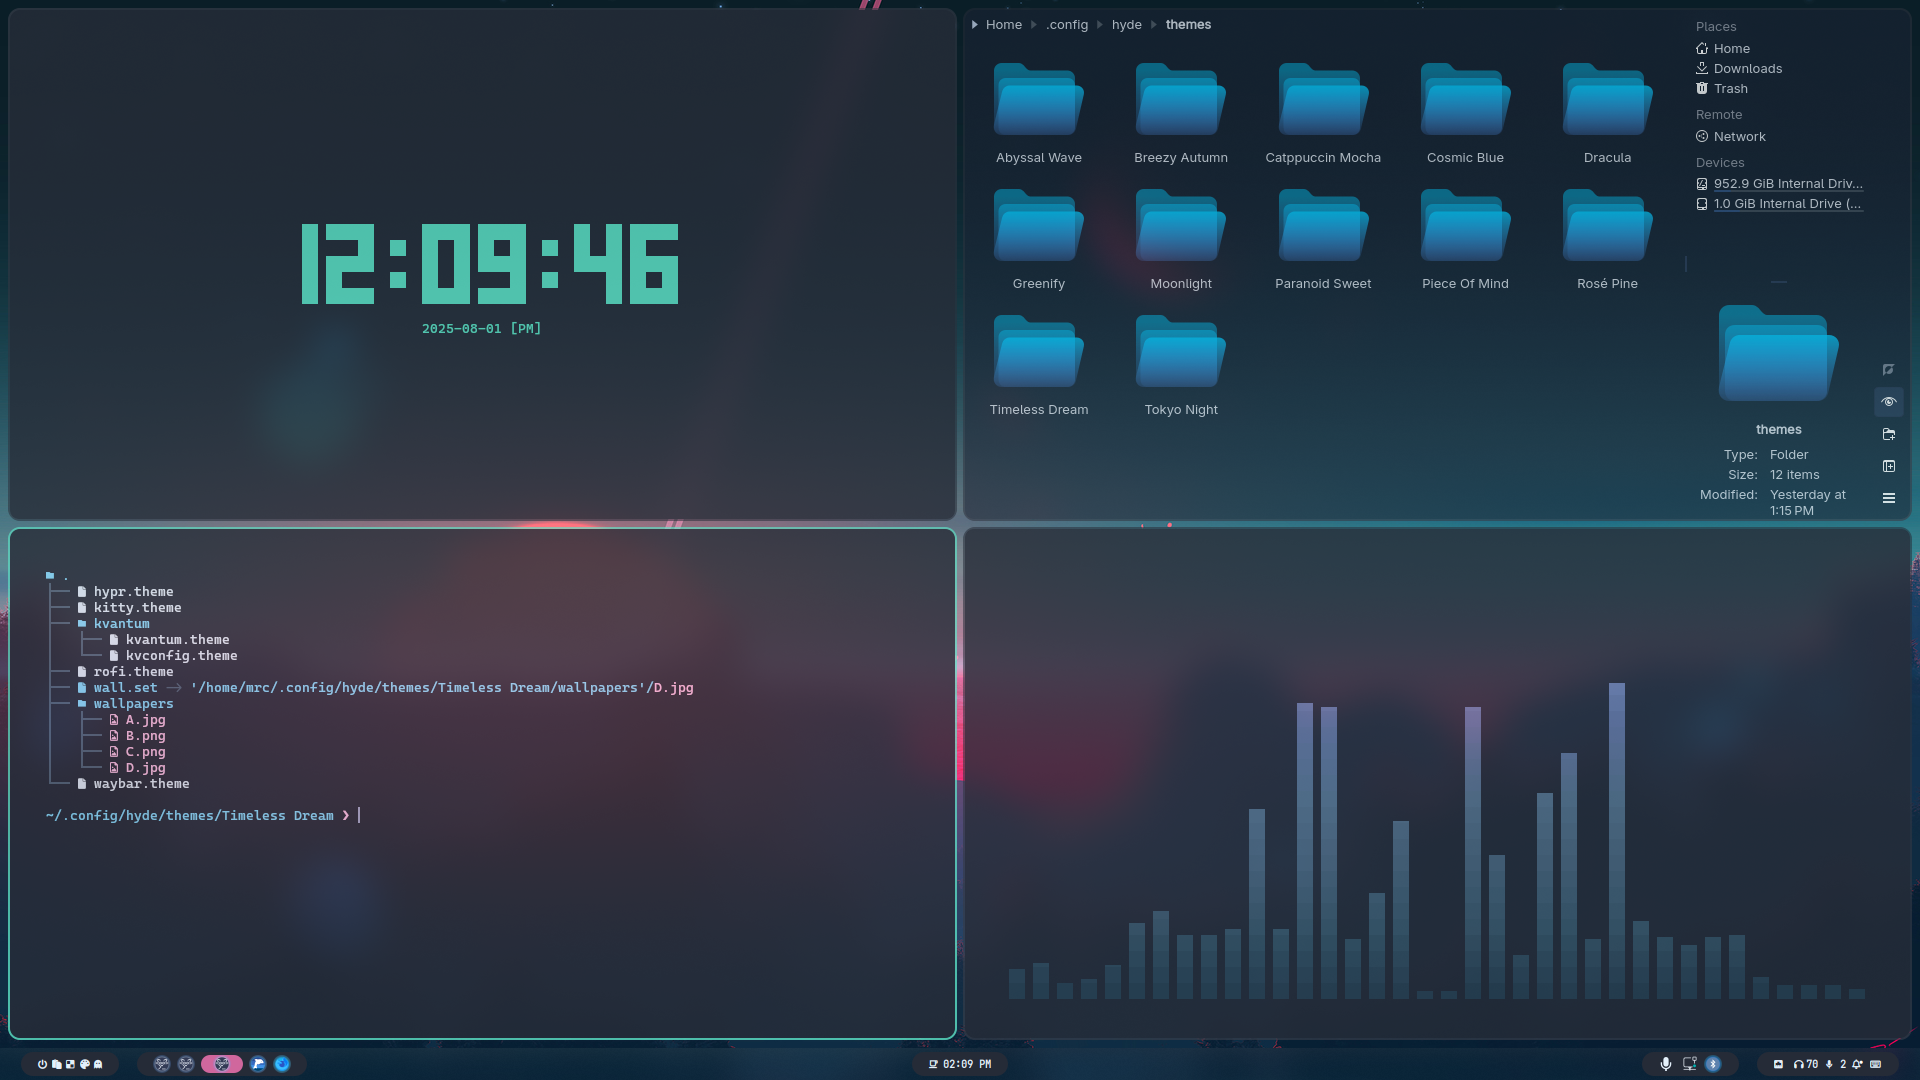 12:09:46
2025-08-01 [PM]
Home .config hyde themes
Abyssal Wave Breezy Autumn Catppuccin Mocha Cosmic Blue Dracula
Greenify Moonlight Paranoid Sweet Piece Of Mind Rosé Pine
Timeless Dream Tokyo Night
Places
Home
Downloads
Trash
Remote
Network
Devices
952.9 GiB Internal Driv...
1.0 GiB Internal Drive (...
themes
Type: Folder
Size: 12 items
Modified: Yesterday at
1:15 PM
.
hypr.theme
kitty.theme
kvantum
kvantum.theme
kvconfig.theme
rofi.theme
wall.set -> '/home/mrc/.config/hyde/themes/Timeless Dream/wallpapers'/D.jpg
wallpapers
A.jpg
B.png
C.png
D.jpg
waybar.theme
~/.config/hyde/themes/Timeless Dream ❯
02:09 PM
70 2